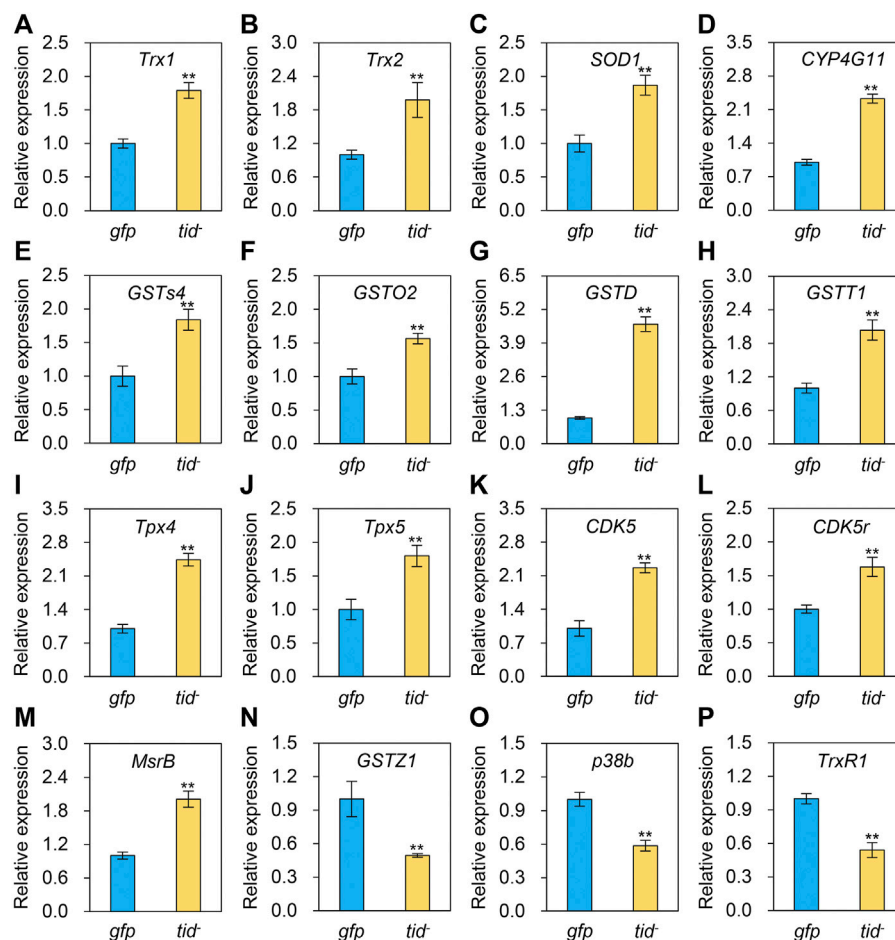 A B C D
Relative expression
2.5
2.0
1.5
1.0
0.5
0.0
Trx1
**
gfp tid-
Relative expression
3.0
2.4
1.8
1.2
0.6
0.0
Trx2
**
gfp tid-
Relative expression
2.5
2.0
1.5
1.0
0.5
0.0
SOD1
**
gfp tid-
Relative expression
3.5
2.8
2.1
1.4
0.7
0.0
CYP4G11
**
gfp tid-
E F G H
Relative expression
2.5
2.0
1.5
1.0
0.5
0.0
GSTs4
**
gfp tid-
Relative expression
2.5
2.0
1.5
1.0
0.5
0.0
GSTO2
**
gfp tid-
Relative expression
6.5
5.2
3.9
2.6
1.3
0.0
GSTD
**
gfp tid-
Relative expression
3.0
2.4
1.8
1.2
0.6
0.0
GSTT1
**
gfp tid-
I J K L
Relative expression
3.5
2.8
2.1
1.4
0.7
0.0
Tpx4
**
gfp tid-
Relative expression
2.5
2.0
1.5
1.0
0.5
0.0
Tpx5
**
gfp tid-
Relative expression
3.5
2.8
2.1
1.4
0.7
0.0
CDK5
**
gfp tid-
Relative expression
2.5
2.0
1.5
1.0
0.5
0.0
CDK5r
**
gfp tid-
M N O P
Relative expression
3.0
2.4
1.8
1.2
0.6
0.0
MsrB
**
gfp tid-
Relative expression
1.5
1.2
0.9
0.6
0.3
0.0
GSTZ1
**
gfp tid-
Relative expression
1.5
1.2
0.9
0.6
0.3
0.0
p38b
**
gfp tid-
Relative expression
1.5
1.2
0.9
0.6
0.3
0.0
TrxR1
**
gfp tid-